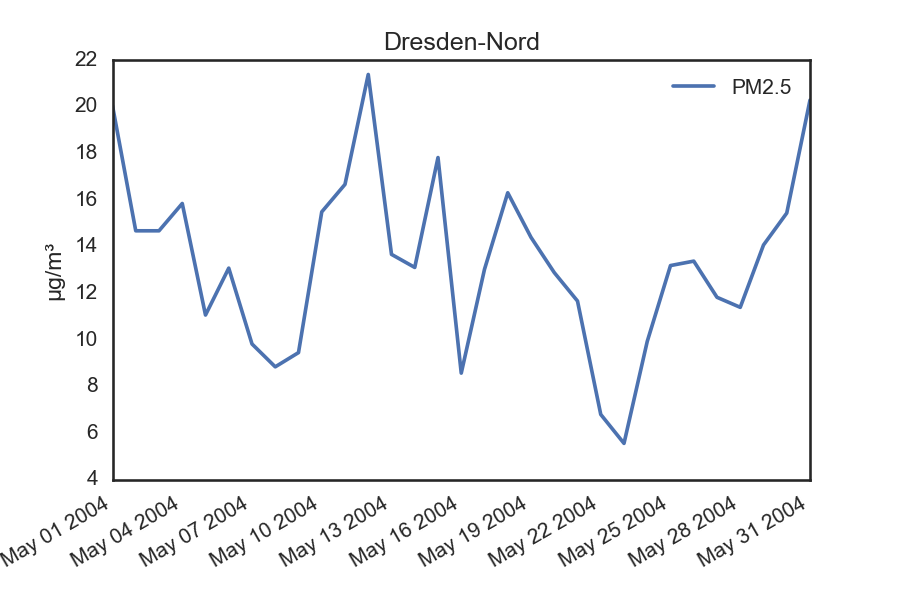 Dresden-Nord
PM2.5
22
20
18
16
14
12
10
8
6
4
µg/m³
May 01 2004
May 04 2004
May 07 2004
May 10 2004
May 13 2004
May 16 2004
May 19 2004
May 22 2004
May 25 2004
May 28 2004
May 31 2004